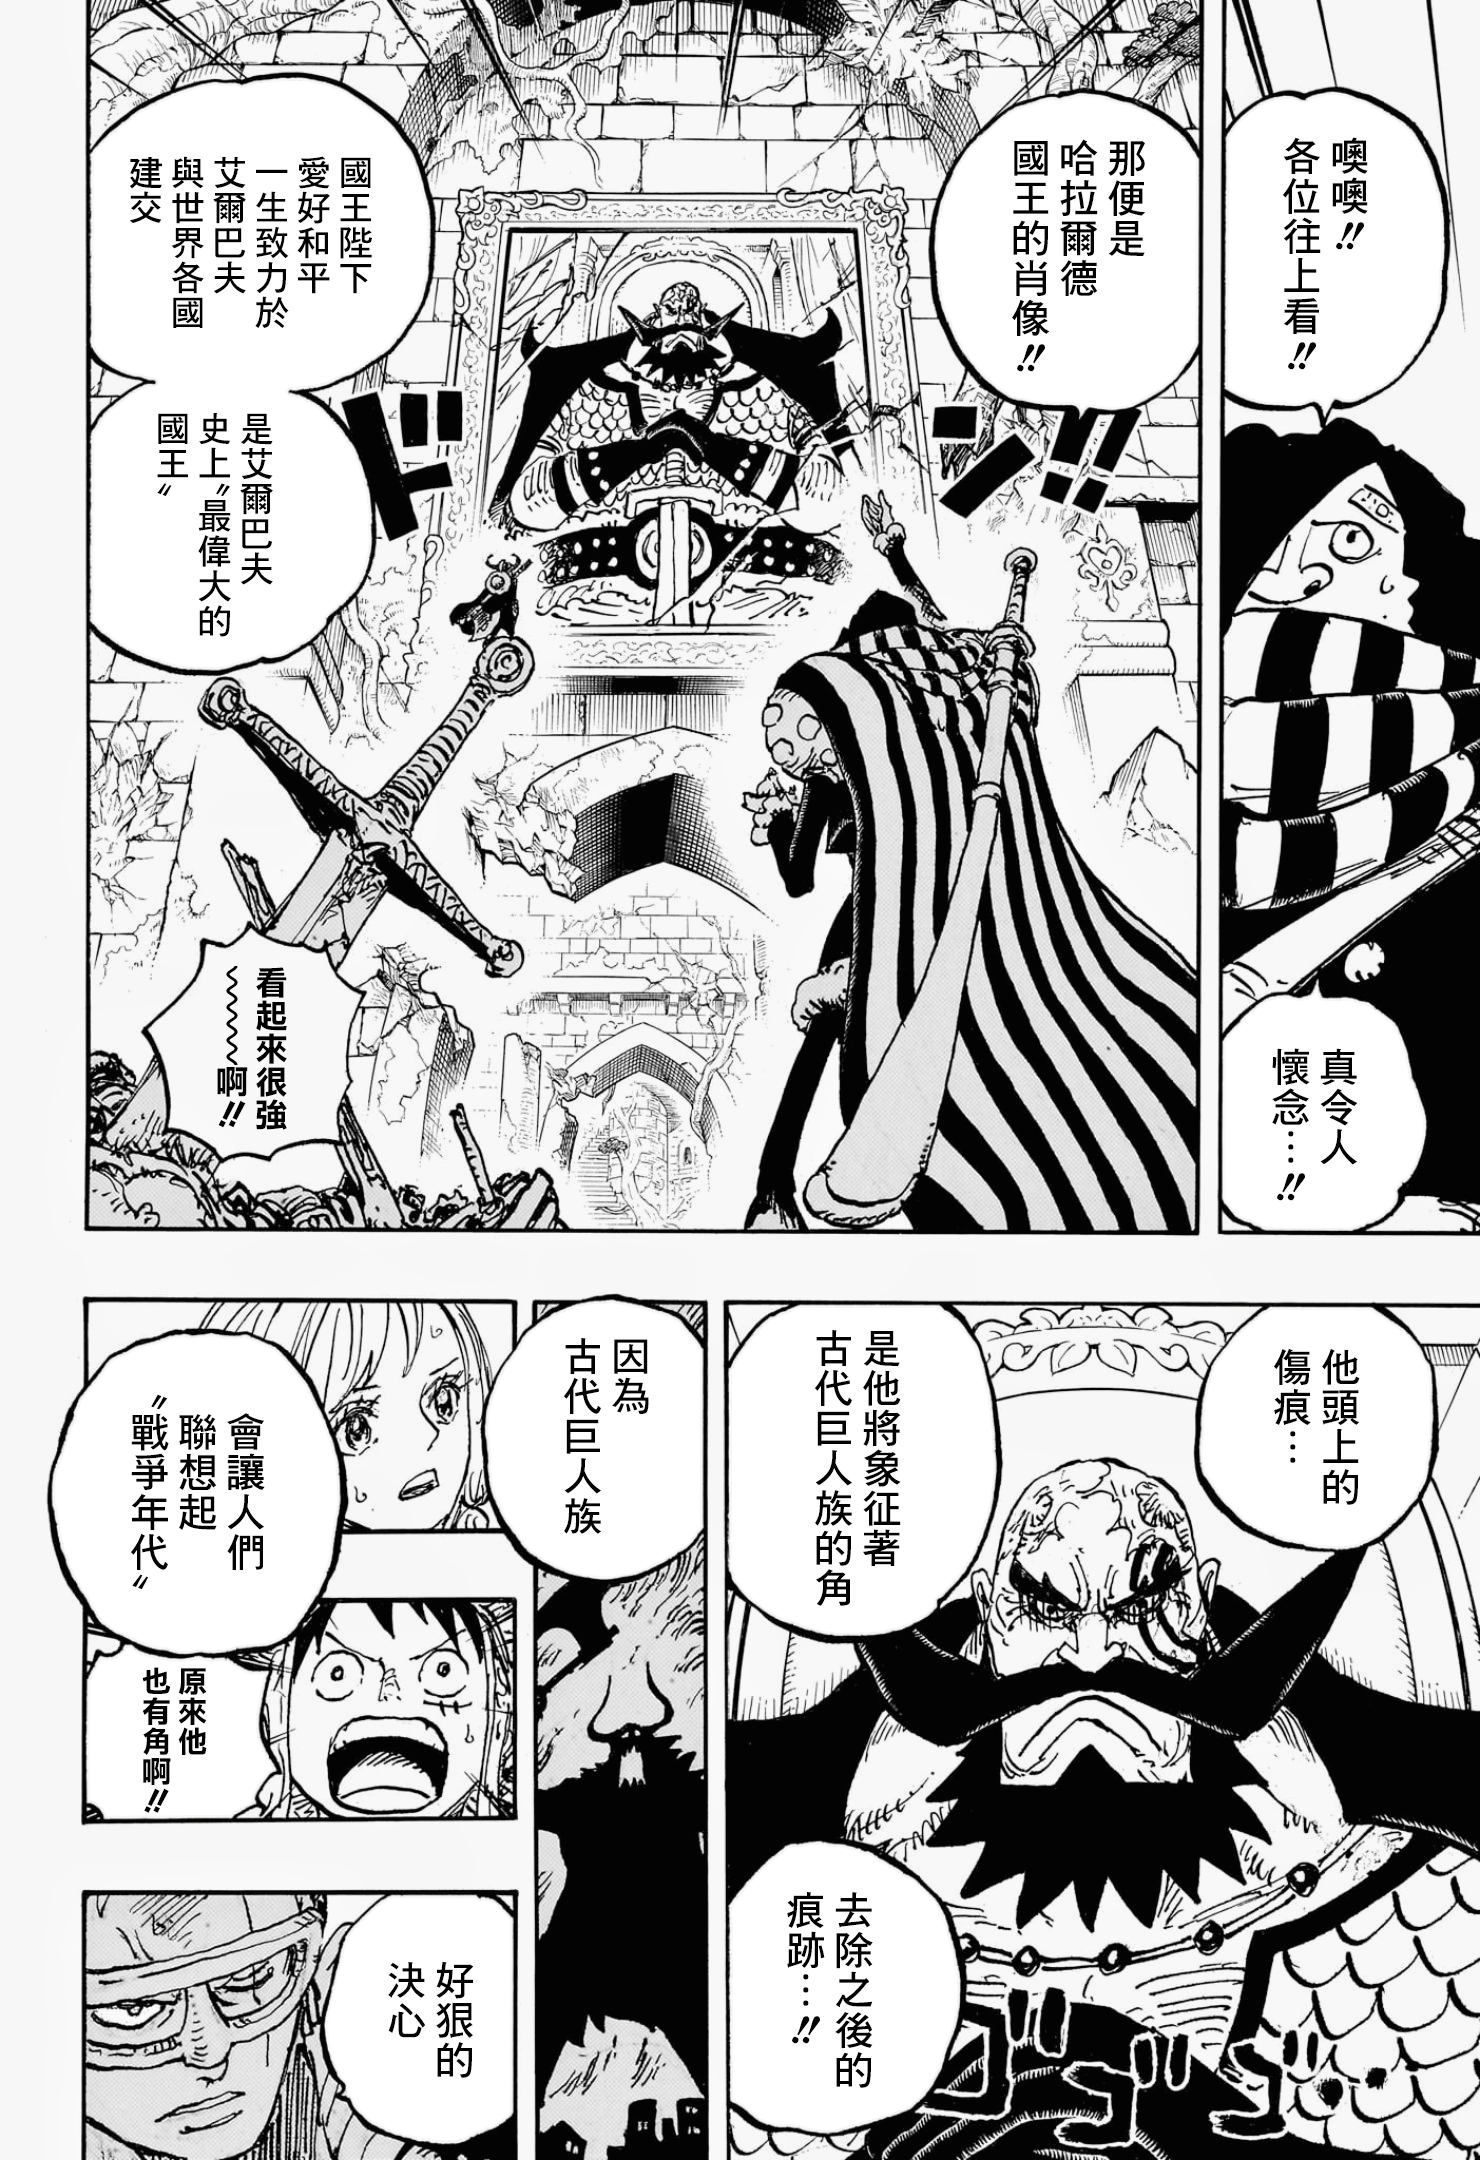 噢噢!!
各位往上看!!
真令人
懷念…!!
那便是
哈拉爾德
國王的肖像!!
ドン!!
國王陛下
愛好和平
一生致力於
艾爾巴夫
與世界各國
建交
是艾爾巴夫
史上〝最偉大的
國王〟
看起來很強
～～～啊!!
他頭上的
傷痕…
是他將象征著
古代巨人族的角
去除之後的
痕跡…!!
ゴゴゴゴ
因為
古代巨人族
會讓人們
聯想起
〝戰爭年代〟
原來他
也有角啊!!
好狠的
決心